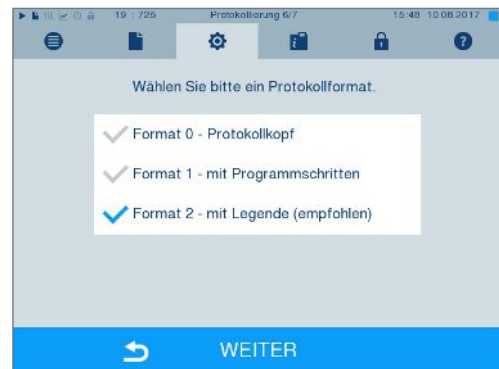 19 : 725 Protokollierung 6/7 15:48 10.08.2017
Wählen Sie bitte ein Protokollformat.
Format 0 - Protokollkopf
Format 1 - mit Programmschritten
Format 2 - mit Legende (empfohlen)
WEITER